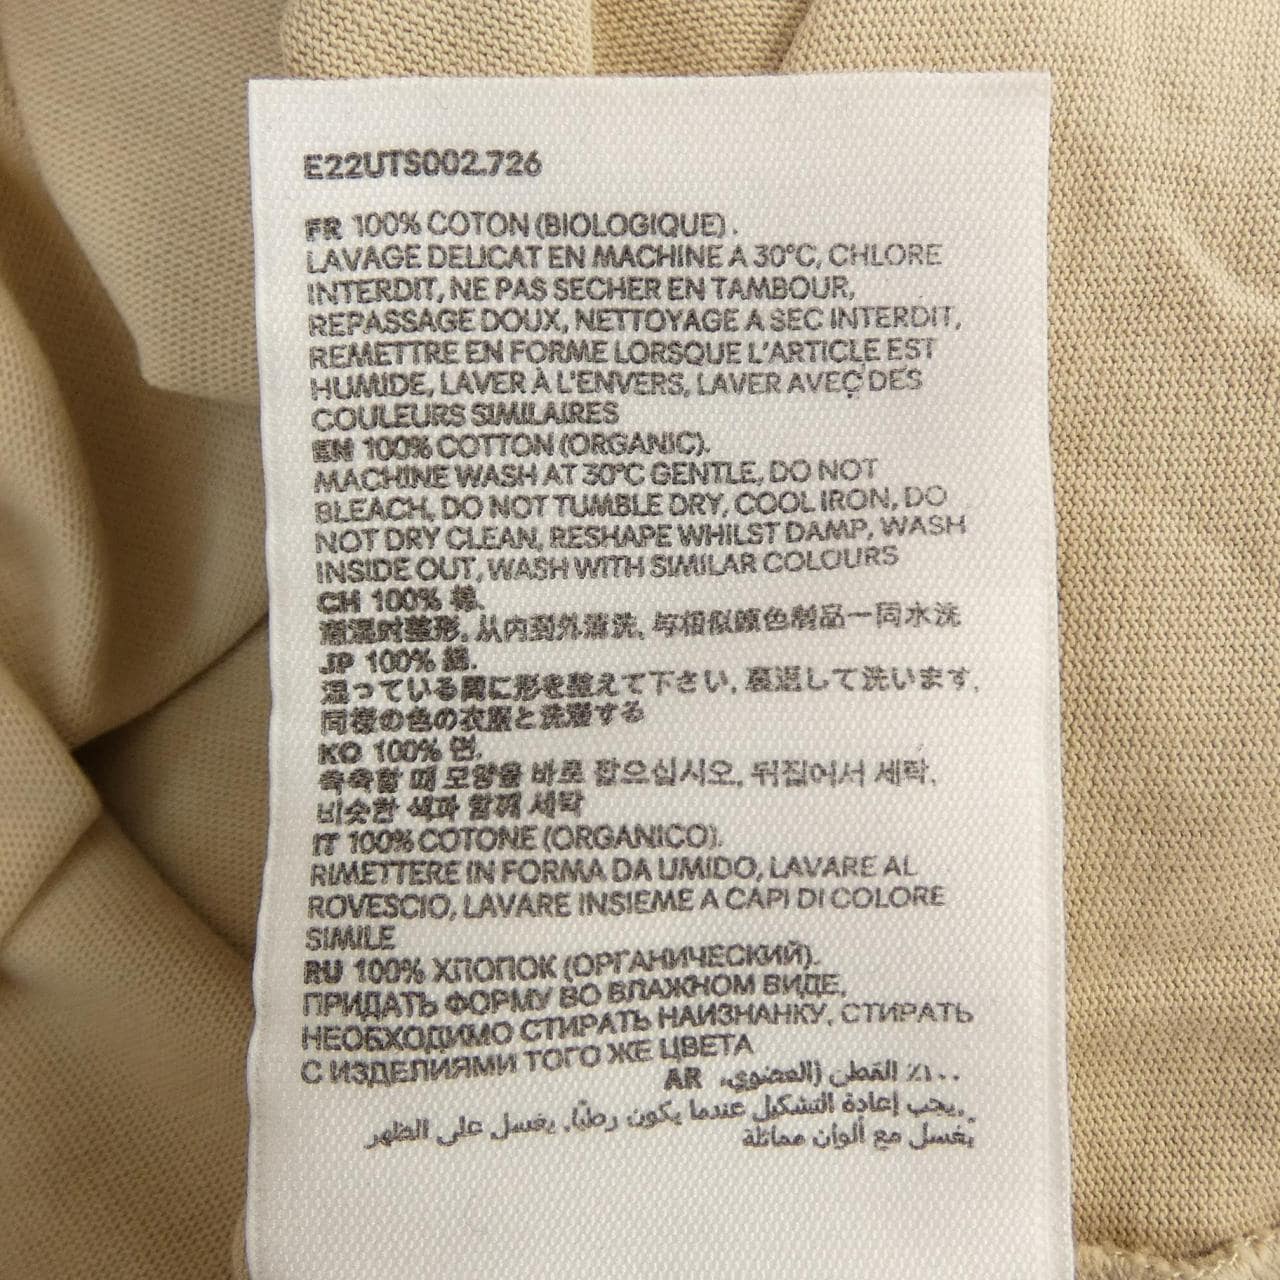 E22UTS002.726
FR 100% COTON (BIOLOGIQUE).
LAVAGE DELICAT EN MACHINE A 30°C, CHLORE
INTERDIT, NE PAS SECHER EN TAMBOUR,
REPASSAGE DOUX, NETTOYAGE A SEC INTERDIT,
REMETTRE EN FORME LORSQUE L'ARTICLE EST
HUMIDE, LAVER À L'ENVERS, LAVER AVEC DES
COULEURS SIMILAIRES
EN 100% COTTON (ORGANIC).
MACHINE WASH AT 30°C GENTLE, DO NOT
BLEACH, DO NOT TUMBLE DRY, COOL IRON, DO
NOT DRY CLEAN, RESHAPE WHILST DAMP, WASH
INSIDE OUT, WASH WITH SIMILAR COLOURS
CH 100% 棉.
潮湿时整形, 从内到外清洗, 与相似颜色制品一同水洗
JP 100% 綿.
湿っている間に形を整えて下さい, 裏返して洗います,
同様の色の衣服と洗濯する
KO 100% 면.
축축할 때 모양을 바로 잡으십시오, 뒤집어서 세탁,
비슷한 색과 함께 세탁
IT 100% COTONE (ORGANICO).
RIMETTERE IN FORMA DA UMIDO, LAVARE AL
ROVESCIO, LAVARE INSIEME A CAPI DI COLORE
SIMILE
RU 100% ХЛОПОК (ОРГАНИЧЕСКИЙ).
ПРИДАТЬ ФОРМУ ВО ВЛАЖНОМ ВИДЕ,
НЕОБХОДИМО СТИРАТЬ НАИЗНАНКУ, СТИРАТЬ
С ИЗДЕЛИЯМИ ТОГО ЖЕ ЦВЕТА
AR ١٠٠٪ القطن (العضوي).
يجب إعادة التشكيل عندما يكون رطبًا, يغسل على الظهر,
يغسل مع ألوان مماثلة